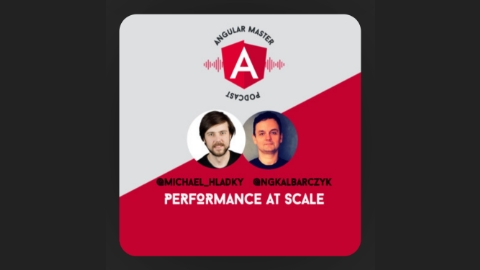 ANGULAR MASTER
A
PODCAST
@MICHAEL_HLADKY @NGKALBARCZYK
PERFORMANCE AT SCALE